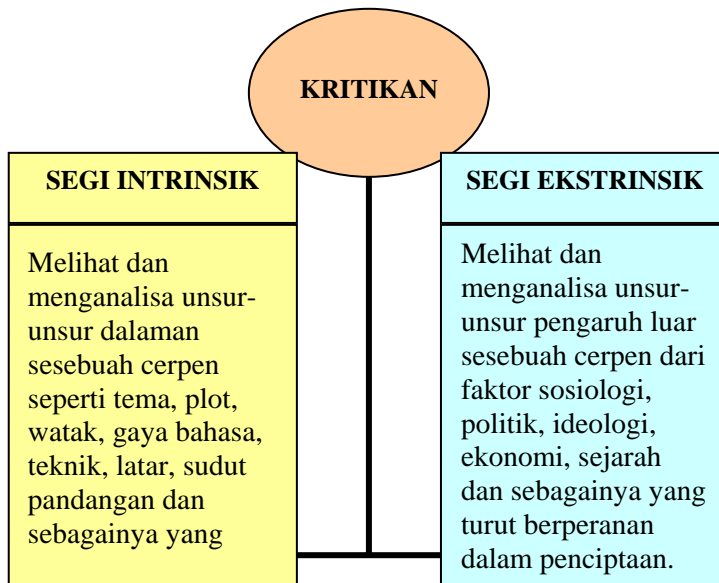 KRITIKAN
SEGI INTRINSIK
Melihat dan
menganalisa unsur-
unsur dalaman
sesebuah cerpen
seperti tema, plot,
watak, gaya bahasa,
teknik, latar, sudut
pandangan dan
sebagainya yang
SEGI EKSTRINSIK
Melihat dan
menganalisa unsur-
unsur pengaruh luar
sesebuah cerpen dari
faktor sosiologi,
politik, ideologi,
ekonomi, sejarah
dan sebagainya yang
turut berperanan
dalam penciptaan.